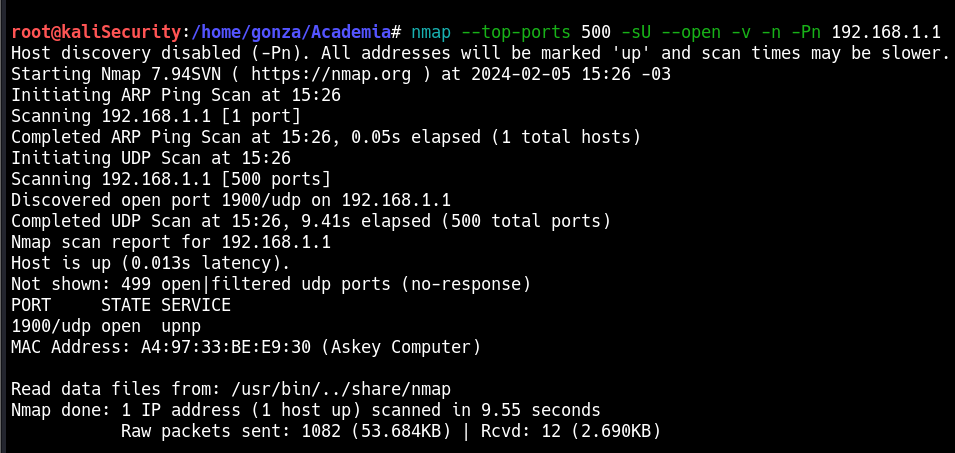 root@kaliSecurity:/home/gonza/Academia# nmap --top-ports 500 -sU --open -v -n -Pn 192.168.1.1
Host discovery disabled (-Pn). All addresses will be marked 'up' and scan times may be slower.
Starting Nmap 7.94SVN ( https://nmap.org ) at 2024-02-05 15:26 -03
Initiating ARP Ping Scan at 15:26
Scanning 192.168.1.1 [1 port]
Completed ARP Ping Scan at 15:26, 0.05s elapsed (1 total hosts)
Initiating UDP Scan at 15:26
Scanning 192.168.1.1 [500 ports]
Discovered open port 1900/udp on 192.168.1.1
Completed UDP Scan at 15:26, 9.41s elapsed (500 total ports)
Nmap scan report for 192.168.1.1
Host is up (0.013s latency).
Not shown: 499 open|filtered udp ports (no-response)
PORT     STATE SERVICE
1900/udp open  upnp
MAC Address: A4:97:33:BE:E9:30 (Askey Computer)

Read data files from: /usr/bin/../share/nmap
Nmap done: 1 IP address (1 host up) scanned in 9.55 seconds
           Raw packets sent: 1082 (53.684KB) | Rcvd: 12 (2.690KB)